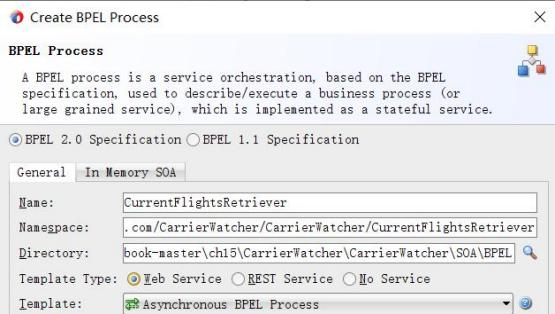 Create BPEL Process
BPEL Process
A BPEL process is a service orchestration, based on the BPEL
specification, used to describe/execute a business process (or
large grained service), which is implemented as a stateful service.
BPEL 2.0 Specification BPEL 1.1 Specification
General In Memory SOA
Name: CurrentFlightsRetriever
Namespace: .com/CarrierWatcher/CarrierWatcher/CurrentFlightsRetriever
Directory: book-master\ch15\CarrierWatcher\CarrierWatcher\SOA\BPEL
Template Type: Web Service REST Service No Service
Template: Asynchronous BPEL Process